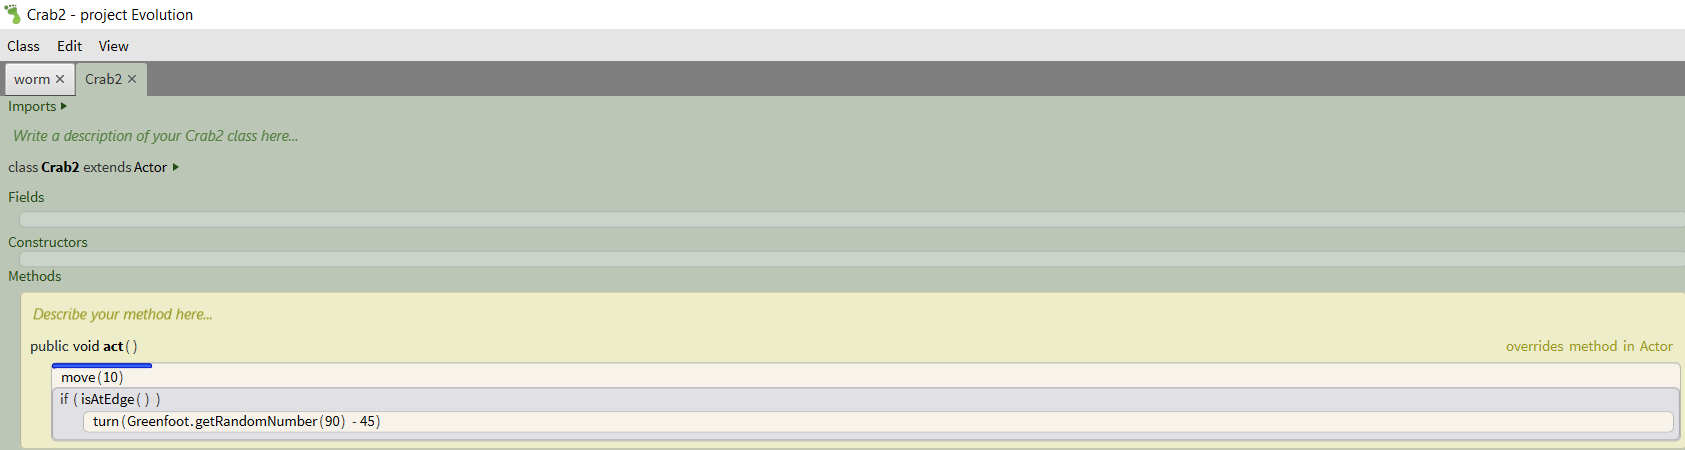 Crab2 - project Evolution
Class Edit View
worm × Crab2 ×
Imports
Write a description of your Crab2 class here...
class Crab2 extends Actor
Fields
Constructors
Methods
Describe your method here...
public void act() overrides method in Actor
move(10)
if ( isAtEdge() )
turn(Greenfoot.getRandomNumber(90) - 45)